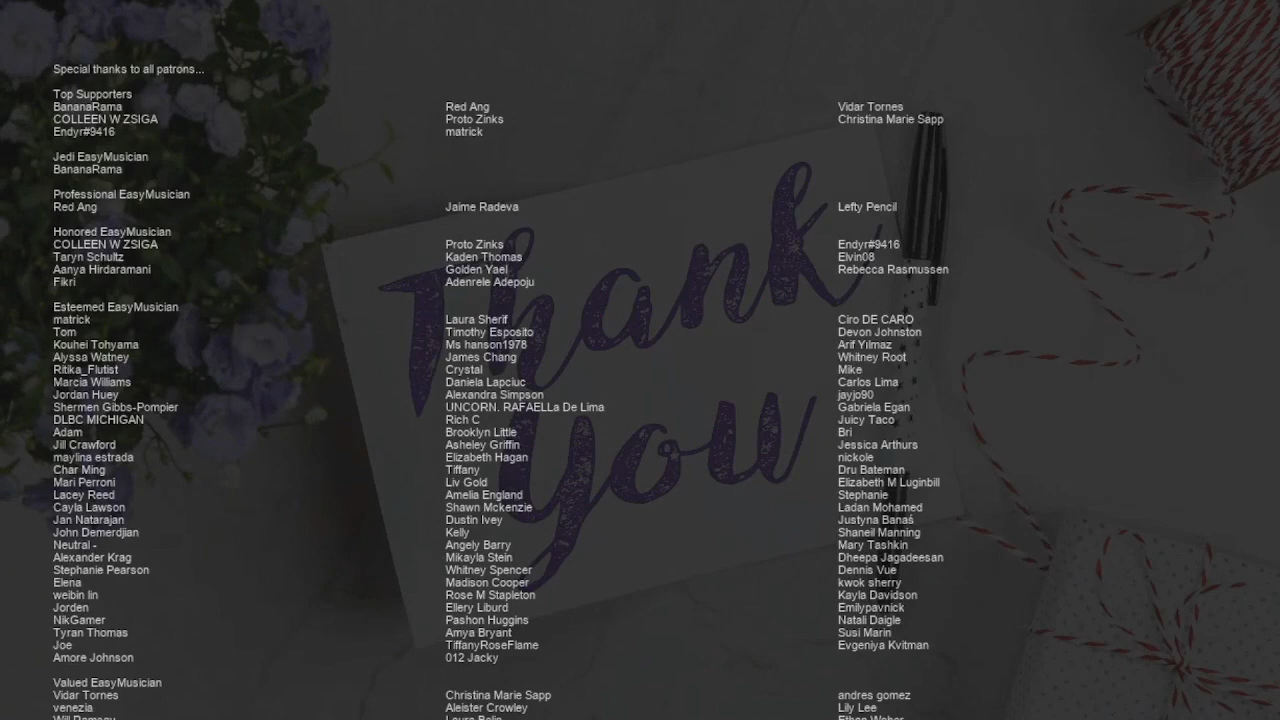 Special thanks to all patrons...
Top Supporters
BananaRama Red Ang Vidar Tornes
COLLEEN W ZSIGA Proto Zinks Christina Marie Sapp
Endyr#9416 matrick
Jedi EasyMusician
BananaRama
Professional EasyMusician
Red Ang Jaime Radeva Lefty Pencil
Honored EasyMusician
COLLEEN W ZSIGA Proto Zinks Endyr#9416
Taryn Schultz Kaden Thomas Elvin08
Aanya Hirdaramani Golden Yael Rebecca Rasmussen
Fikri Adenrele Adepoju
Esteemed EasyMusician
matrick Laura Sherif Ciro DE CARO
Tom Timothy Esposito Devon Johnston
Kouhei Tohyama Ms hanson1978 Arif Yılmaz
Alyssa Watney James Chang Whitney Root
Ritika_Flutist Crystal Mike
Marcia Williams Daniela Lapciuc Carlos Lima
Jordan Huey Alexandra Simpson jayjo90
Shermen Gibbs-Pompier UNCORN. RAFAELLa De Lima Gabriela Egan
DLBC MICHIGAN Rich C Juicy Taco
Adam Brooklyn Little Bri
Jill Crawford Asheley Griffin Jessica Arthurs
maylina estrada Elizabeth Hagan nickole
Char Ming Tiffany Dru Bateman
Mari Perroni Liv Gold Elizabeth M Luginbill
Lacey Reed Amelia England Stephanie
Cayla Lawson Shawn Mckenzie Ladan Mohamed
Jan Natarajan Dustin Ivey Justyna Banaś
John Demerdjian Kelly Shaneil Manning
Neutral - Angely Barry Mary Tashkin
Alexander Krag Mikayla Stein Dheepa Jagadeesan
Stephanie Pearson Whitney Spencer Dennis Vue
Elena Madison Cooper kwok sherry
weibin lin Rose M Stapleton Kayla Davidson
Jorden Ellery Liburd Emilypavnick
NikGamer Pashon Huggins Natali Daigle
Tyran Thomas Amya Bryant Susi Marin
Joe TiffanyRoseFlame Evgeniya Kvitman
Amore Johnson 012 Jacky
Valued EasyMusician
Vidar Tornes Christina Marie Sapp andres gomez
venezia Aleister Crowley Lily Lee
Thank
You